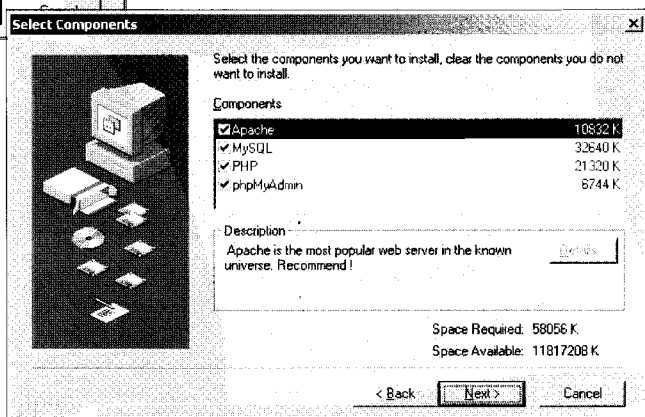 Select Components
Select the components you want to install, clear the components you do not
want to install.
Components
Apache 10832 K
MySQL 32640 K
PHP 21320 K
phpMyAdmin 6744 K
Description
Apache is the most popular web server in the known
universe. Recommend !
Details...
Space Required: 58056 K
Space Available: 11817208 K
< Back
Next >
Cancel